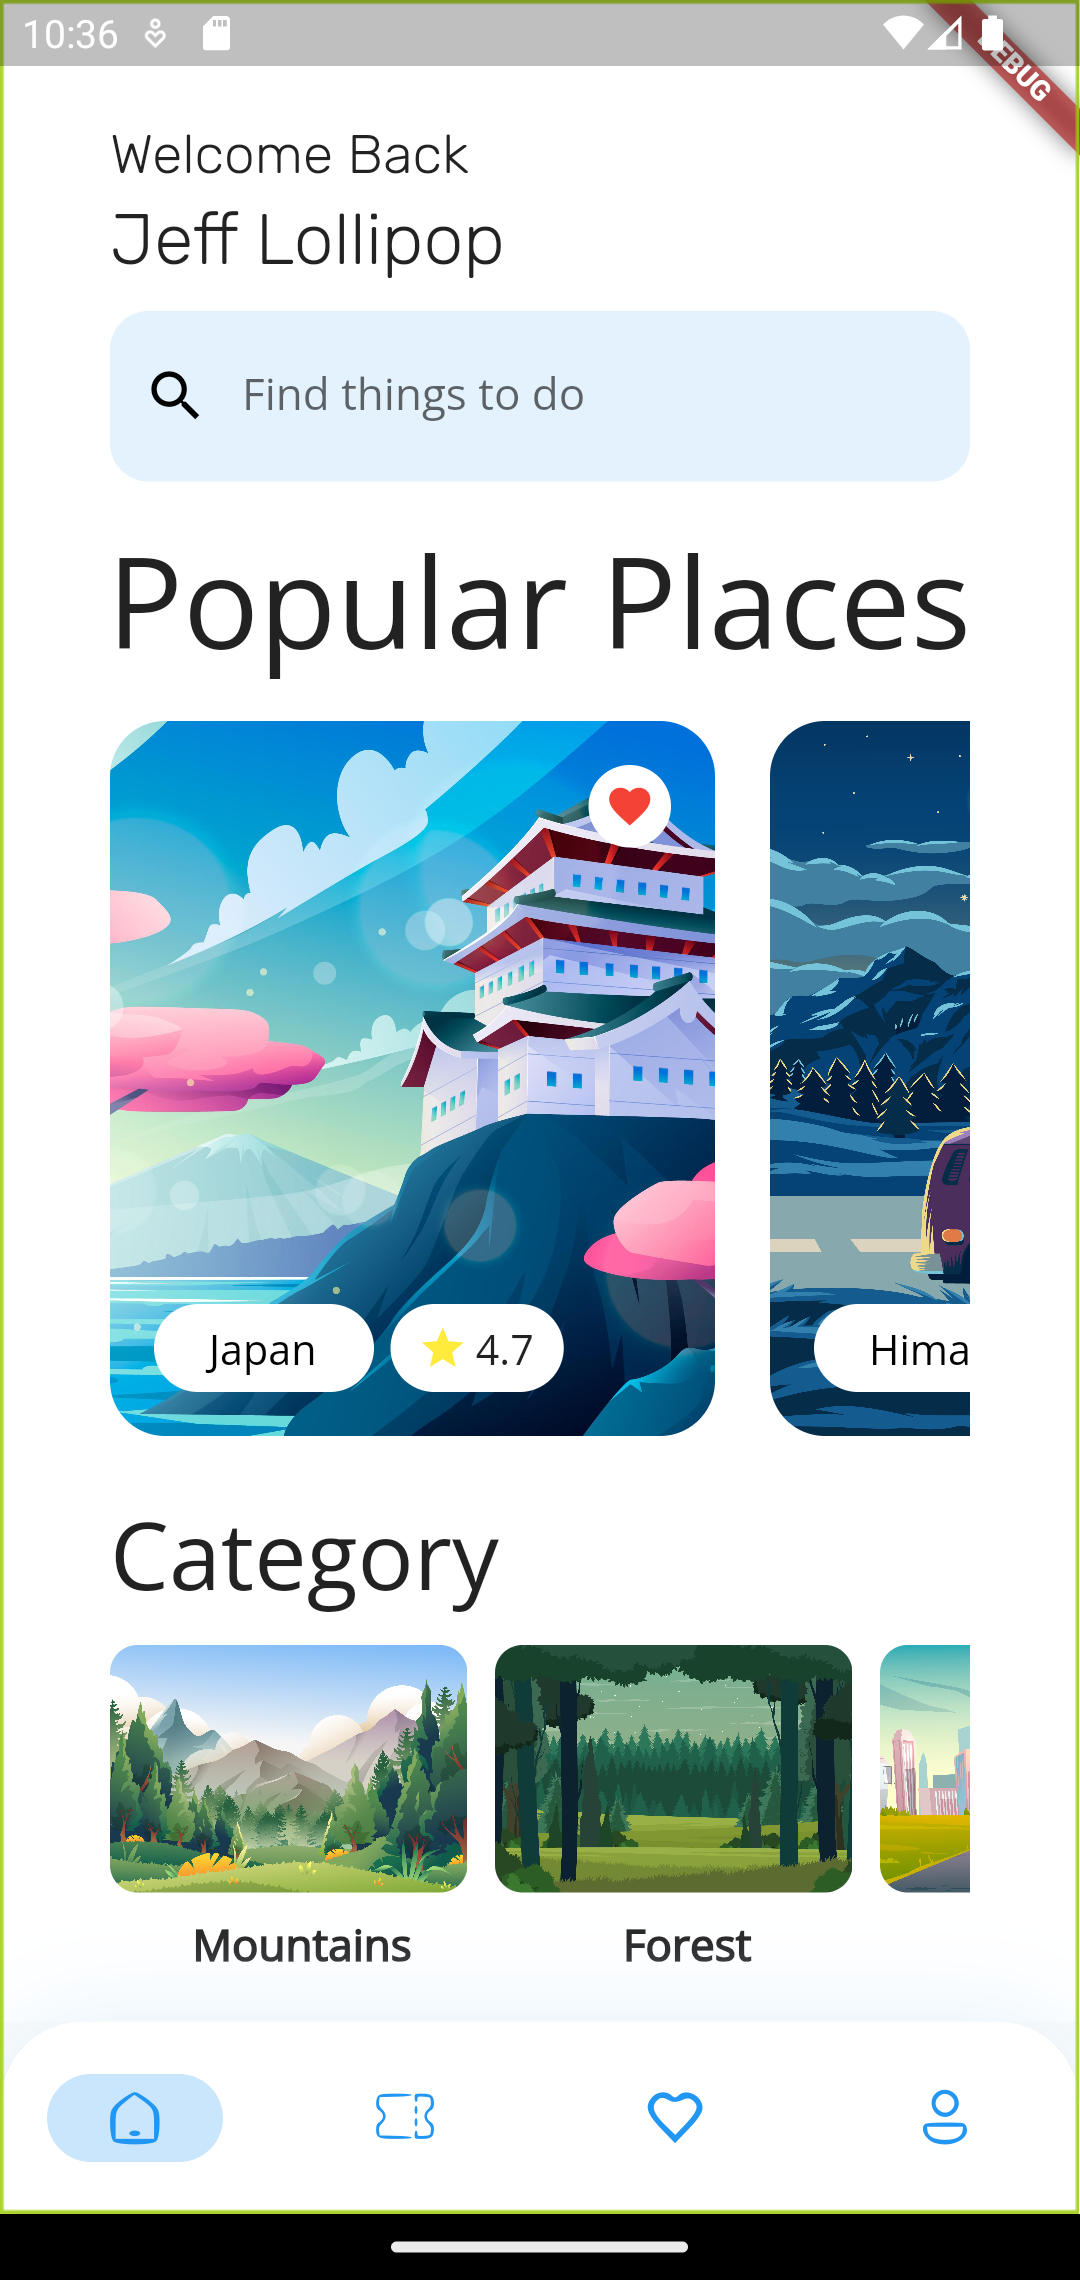 10:36
DEBUG
Welcome Back
Jeff Lollipop
Find things to do
Popular Places
Japan
4.7
Hima
Category
Mountains
Forest